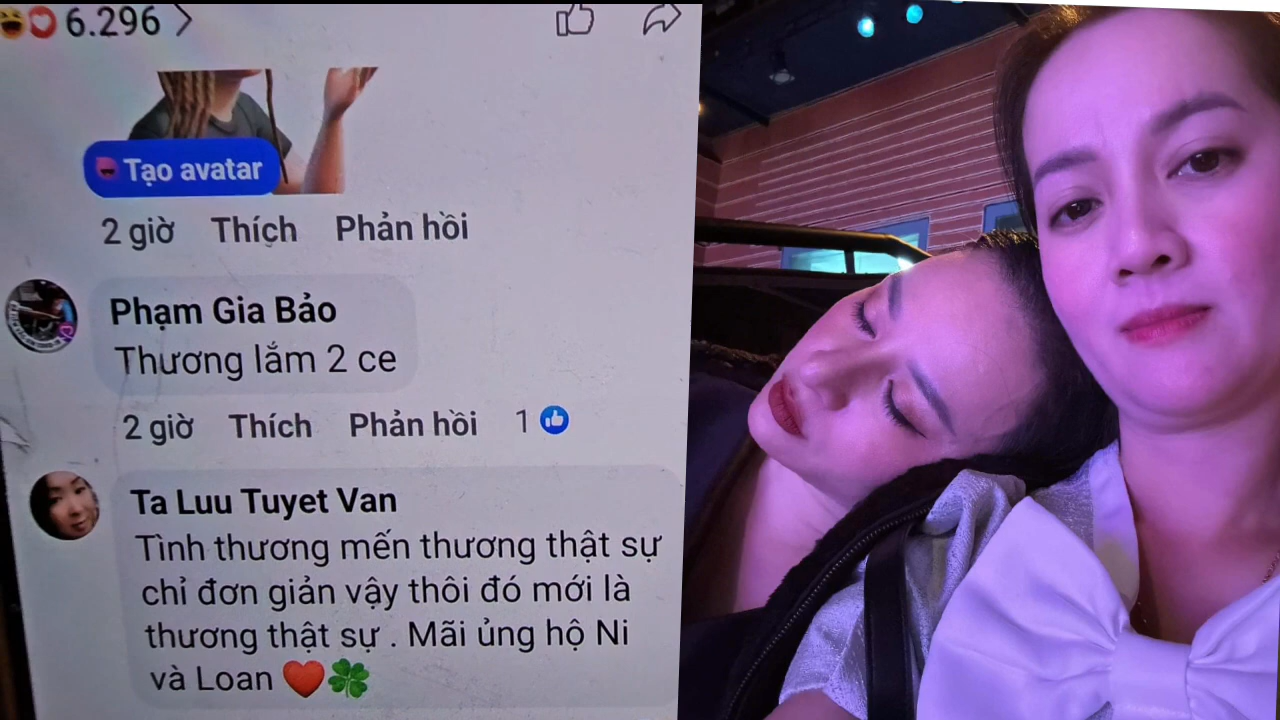 6.296
Tạo avatar
2 giờ Thích Phản hồi
Phạm Gia Bảo
Thương lắm 2 ce
2 giờ Thích Phản hồi 1
Ta Luu Tuyet Van
Tình thương mến thương thật sự
chỉ đơn giản vậy thôi đó mới là
thương thật sự . Mãi ủng hộ Ni
và Loan ❤️🍀